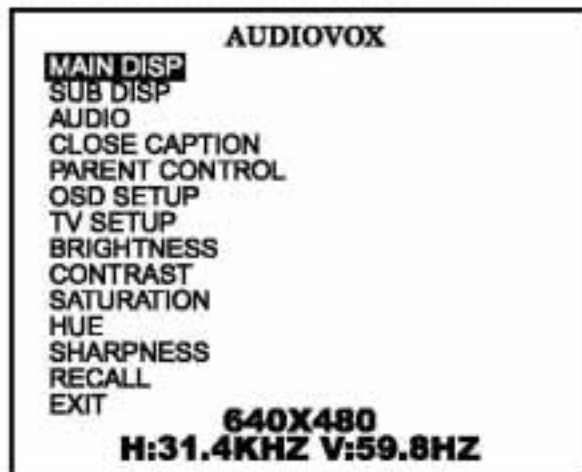 AUDIOVOX
MAIN DISP
SUB DISP
AUDIO
CLOSE CAPTION
PARENT CONTROL
OSD SETUP
TV SETUP
BRIGHTNESS
CONTRAST
SATURATION
HUE
SHARPNESS
RECALL
EXIT
640X480
H:31.4KHZ V:59.8HZ